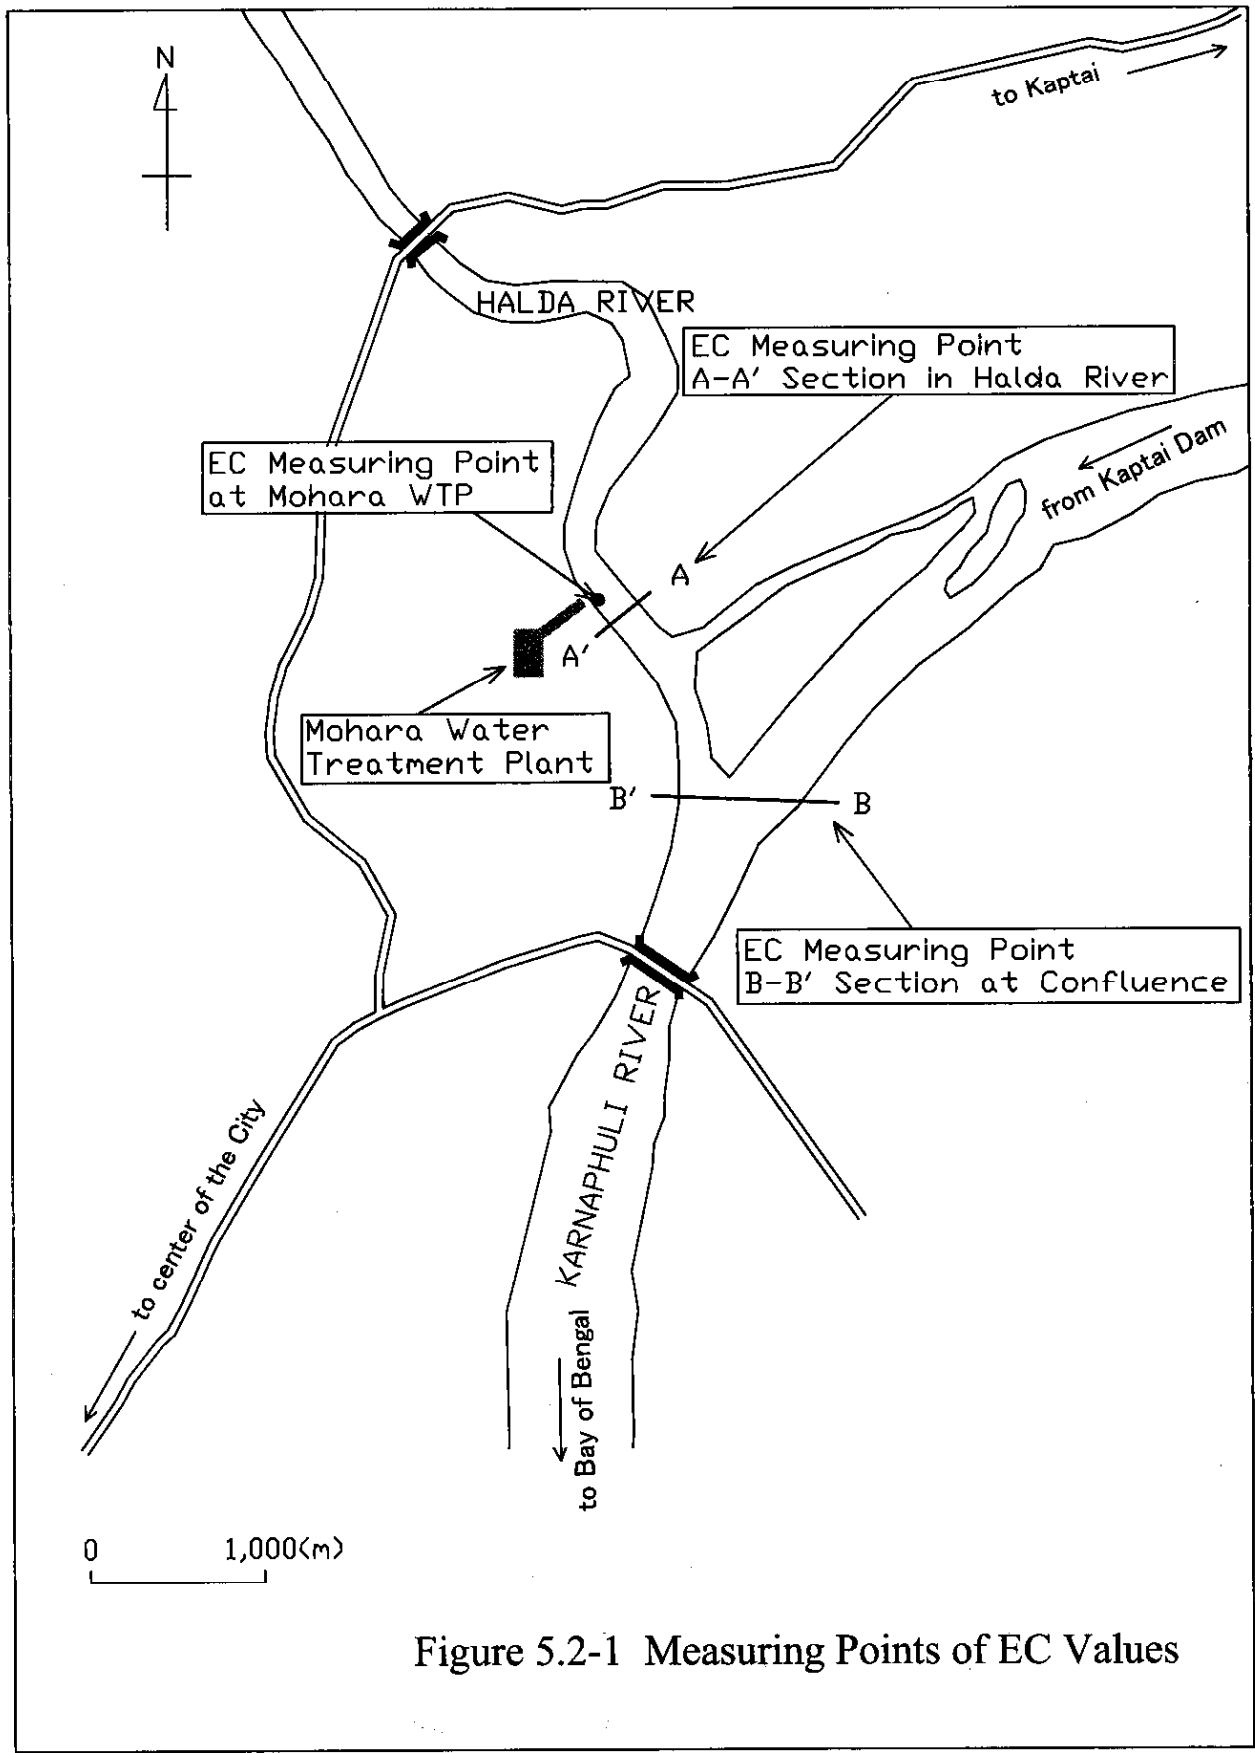 N
to Kaptai
HALDA RIVER
EC Measuring Point
A-A' Section in Halda River
from Kaptai Dam
EC Measuring Point
at Mohara WTP
A
A'
Mohara Water
Treatment Plant
B'
B
EC Measuring Point
B-B' Section at Confluence
KARNAPHULI RIVER
to center of the City
to Bay of Bengal
0 1,000(m)
Figure 5.2-1 Measuring Points of EC Values